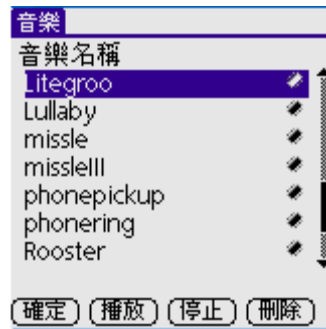 音樂
音樂名稱
Litegroo
Lullaby
missle
missleIII
phonepickup
phonering
Rooster
確定 播放 停止 刪除